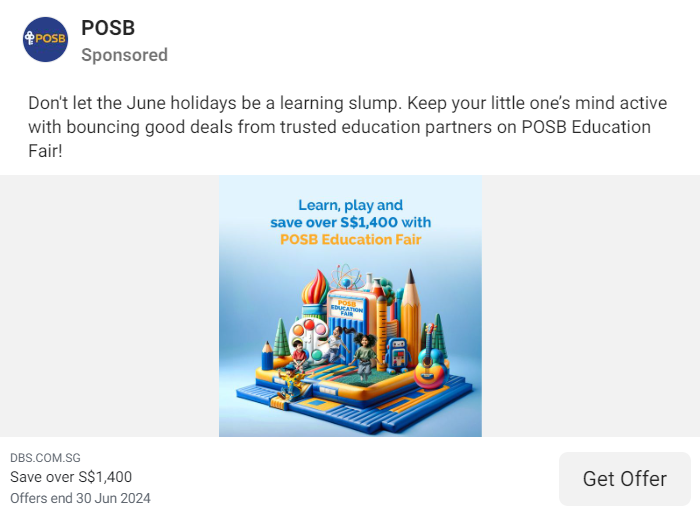 POSB
POSB
Sponsored
Don't let the June holidays be a learning slump. Keep your little one’s mind active
with bouncing good deals from trusted education partners on POSB Education
Fair!
Learn, play and
save over S$1,400 with
POSB Education Fair
POSB
EDUCATION
FAIR
DBS.COM.SG
Save over S$1,400
Offers end 30 Jun 2024
Get Offer